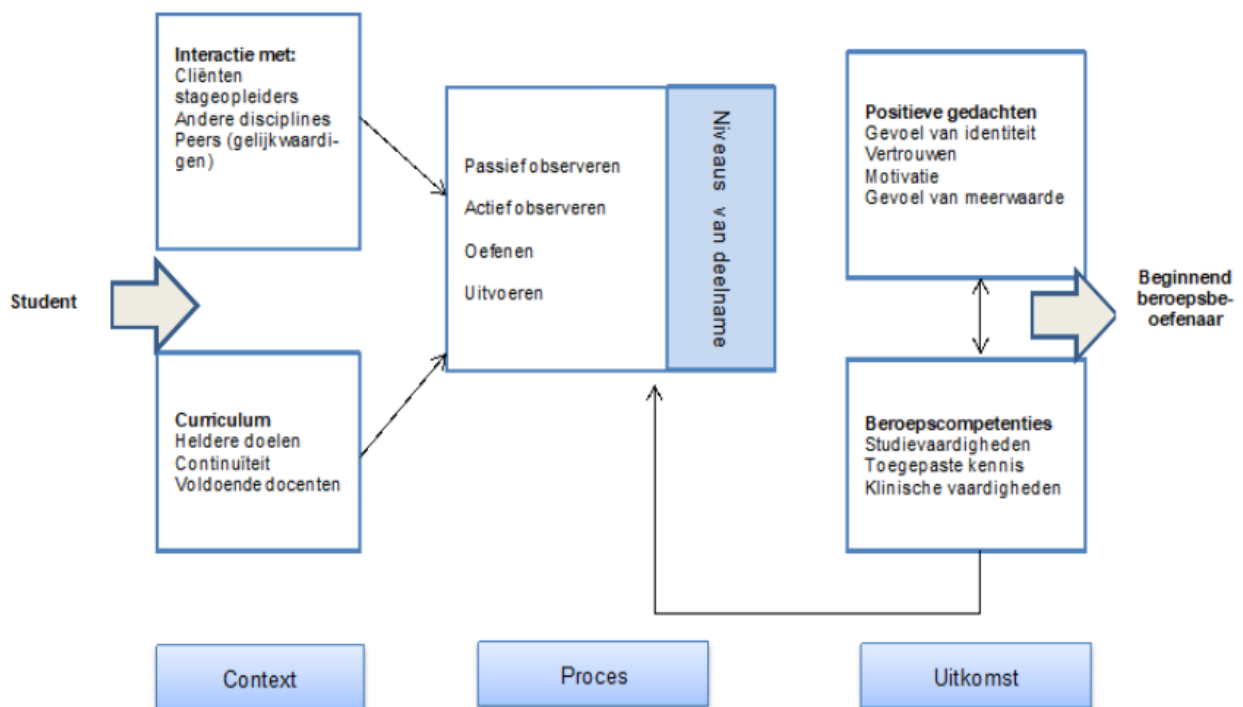 Interactie met:
Cliënten
stageopleiders
Andere disciplines
Peers (gelijkwaardi-
gen)
Student
Curriculum
Heldere doelen
Continuïteit
Voldoende docenten
Passief observeren
Actief observeren
Oefenen
Uitvoeren
Niveaus van deelname
Positieve gedachten
Gevoel van identiteit
Vertrouwen
Motivatie
Gevoel van meerwaarde
Beroepscompetenties
Studievaardigheden
Toegepaste kennis
Klinische vaardigheden
Beginnend
beroepsbe-
oefenaar
Context
Proces
Uitkomst